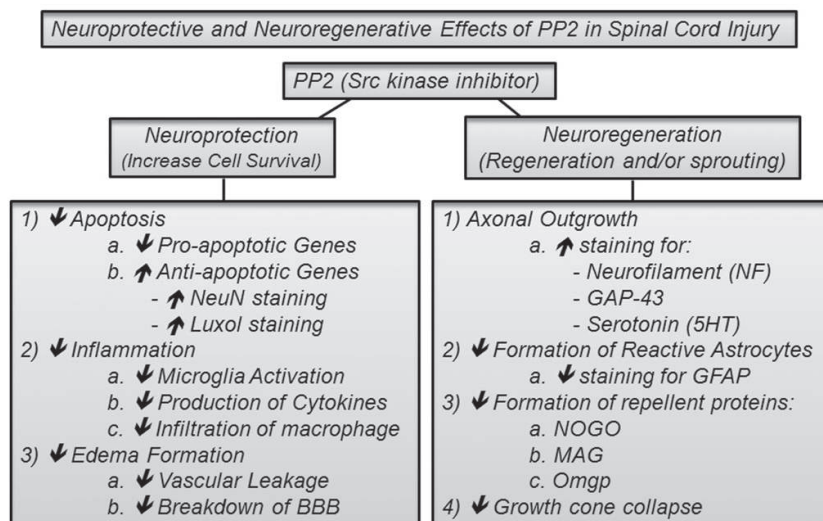 Neuroprotective and Neuroregenerative Effects of PP2 in Spinal Cord Injury
PP2 (Src kinase inhibitor)
Neuroprotection
(Increase Cell Survival)
1) ↓ Apoptosis
a. ↓ Pro-apoptotic Genes
b. ↑ Anti-apoptotic Genes
- ↑ NeuN staining
- ↑ Luxol staining
2) ↓ Inflammation
a. ↓ Microglia Activation
b. ↓ Production of Cytokines
c. ↓ Infiltration of macrophage
3) ↓ Edema Formation
a. ↓ Vascular Leakage
b. ↓ Breakdown of BBB
Neuroregeneration
(Regeneration and/or sprouting)
1) Axonal Outgrowth
a. ↑ staining for:
- Neurofilament (NF)
- GAP-43
- Serotonin (5HT)
2) ↓ Formation of Reactive Astrocytes
a. ↓ staining for GFAP
3) ↓ Formation of repellent proteins:
a. NOGO
b. MAG
c. Omgp
4) ↓ Growth cone collapse